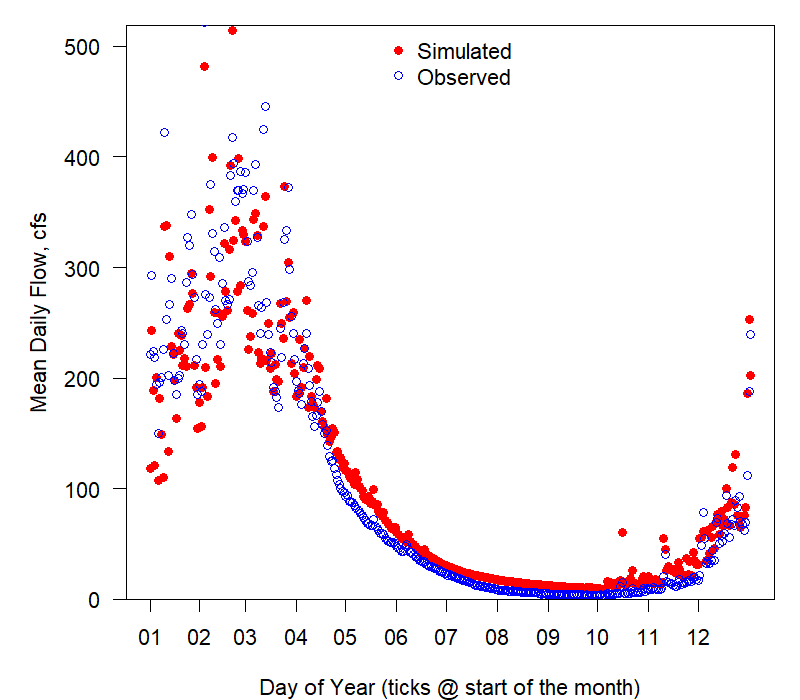 500
400
300
200
100
0
Mean Daily Flow, cfs
Simulated
Observed
01 02 03 04 05 06 07 08 09 10 11 12
Day of Year (ticks @ start of the month)